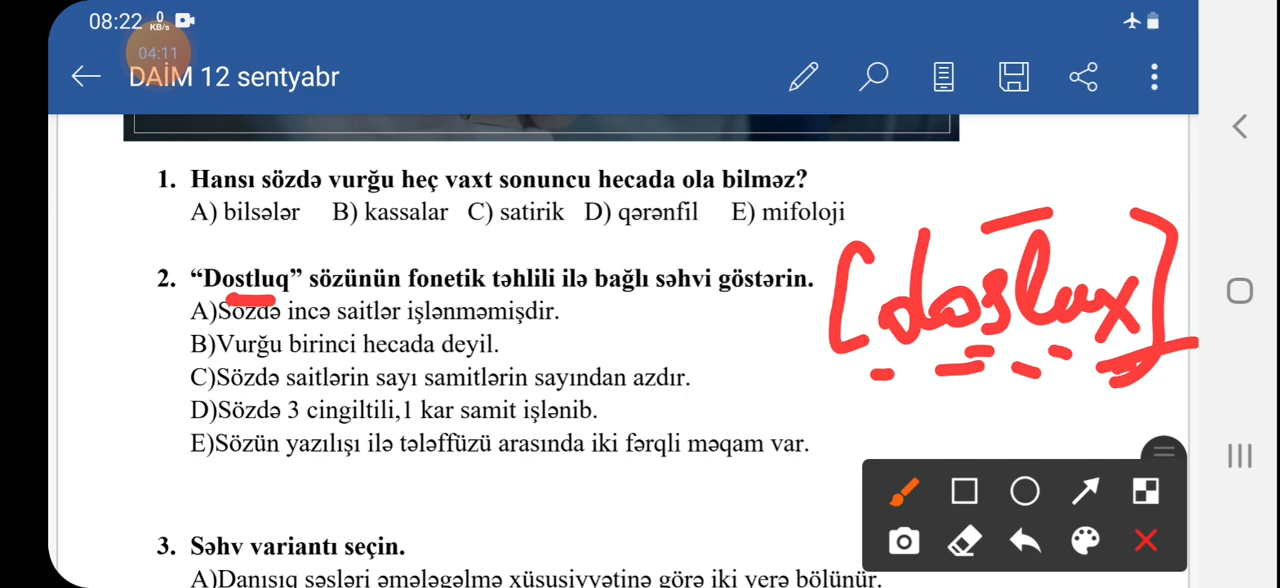 08:22 0 KB/s
04:11
DAİM 12 sentyabr
1. Hansı sözdə vurğu heç vaxt sonuncu hecada ola bilməz?
A) bilsələr B) kassalar C) satirik D) qərənfil E) mifoloji
2. “Dostluq” sözünün fonetik təhlili ilə bağlı səhvi göstərin.
[doslux]
A)Sözdə incə saitlər işlənməmişdir.
B)Vurğu birinci hecada deyil.
C)Sözdə saitlərin sayı samitlərin sayından azdır.
D)Sözdə 3 cingiltili,1 kar samit işlənib.
E)Sözün yazılışı ilə tələffüzü arasında iki fərqli məqam var.
3. Səhv variantı seçin.
A)Danışıq səsləri əmələgəlmə xüsusiyyətinə görə iki yerə bölünür.